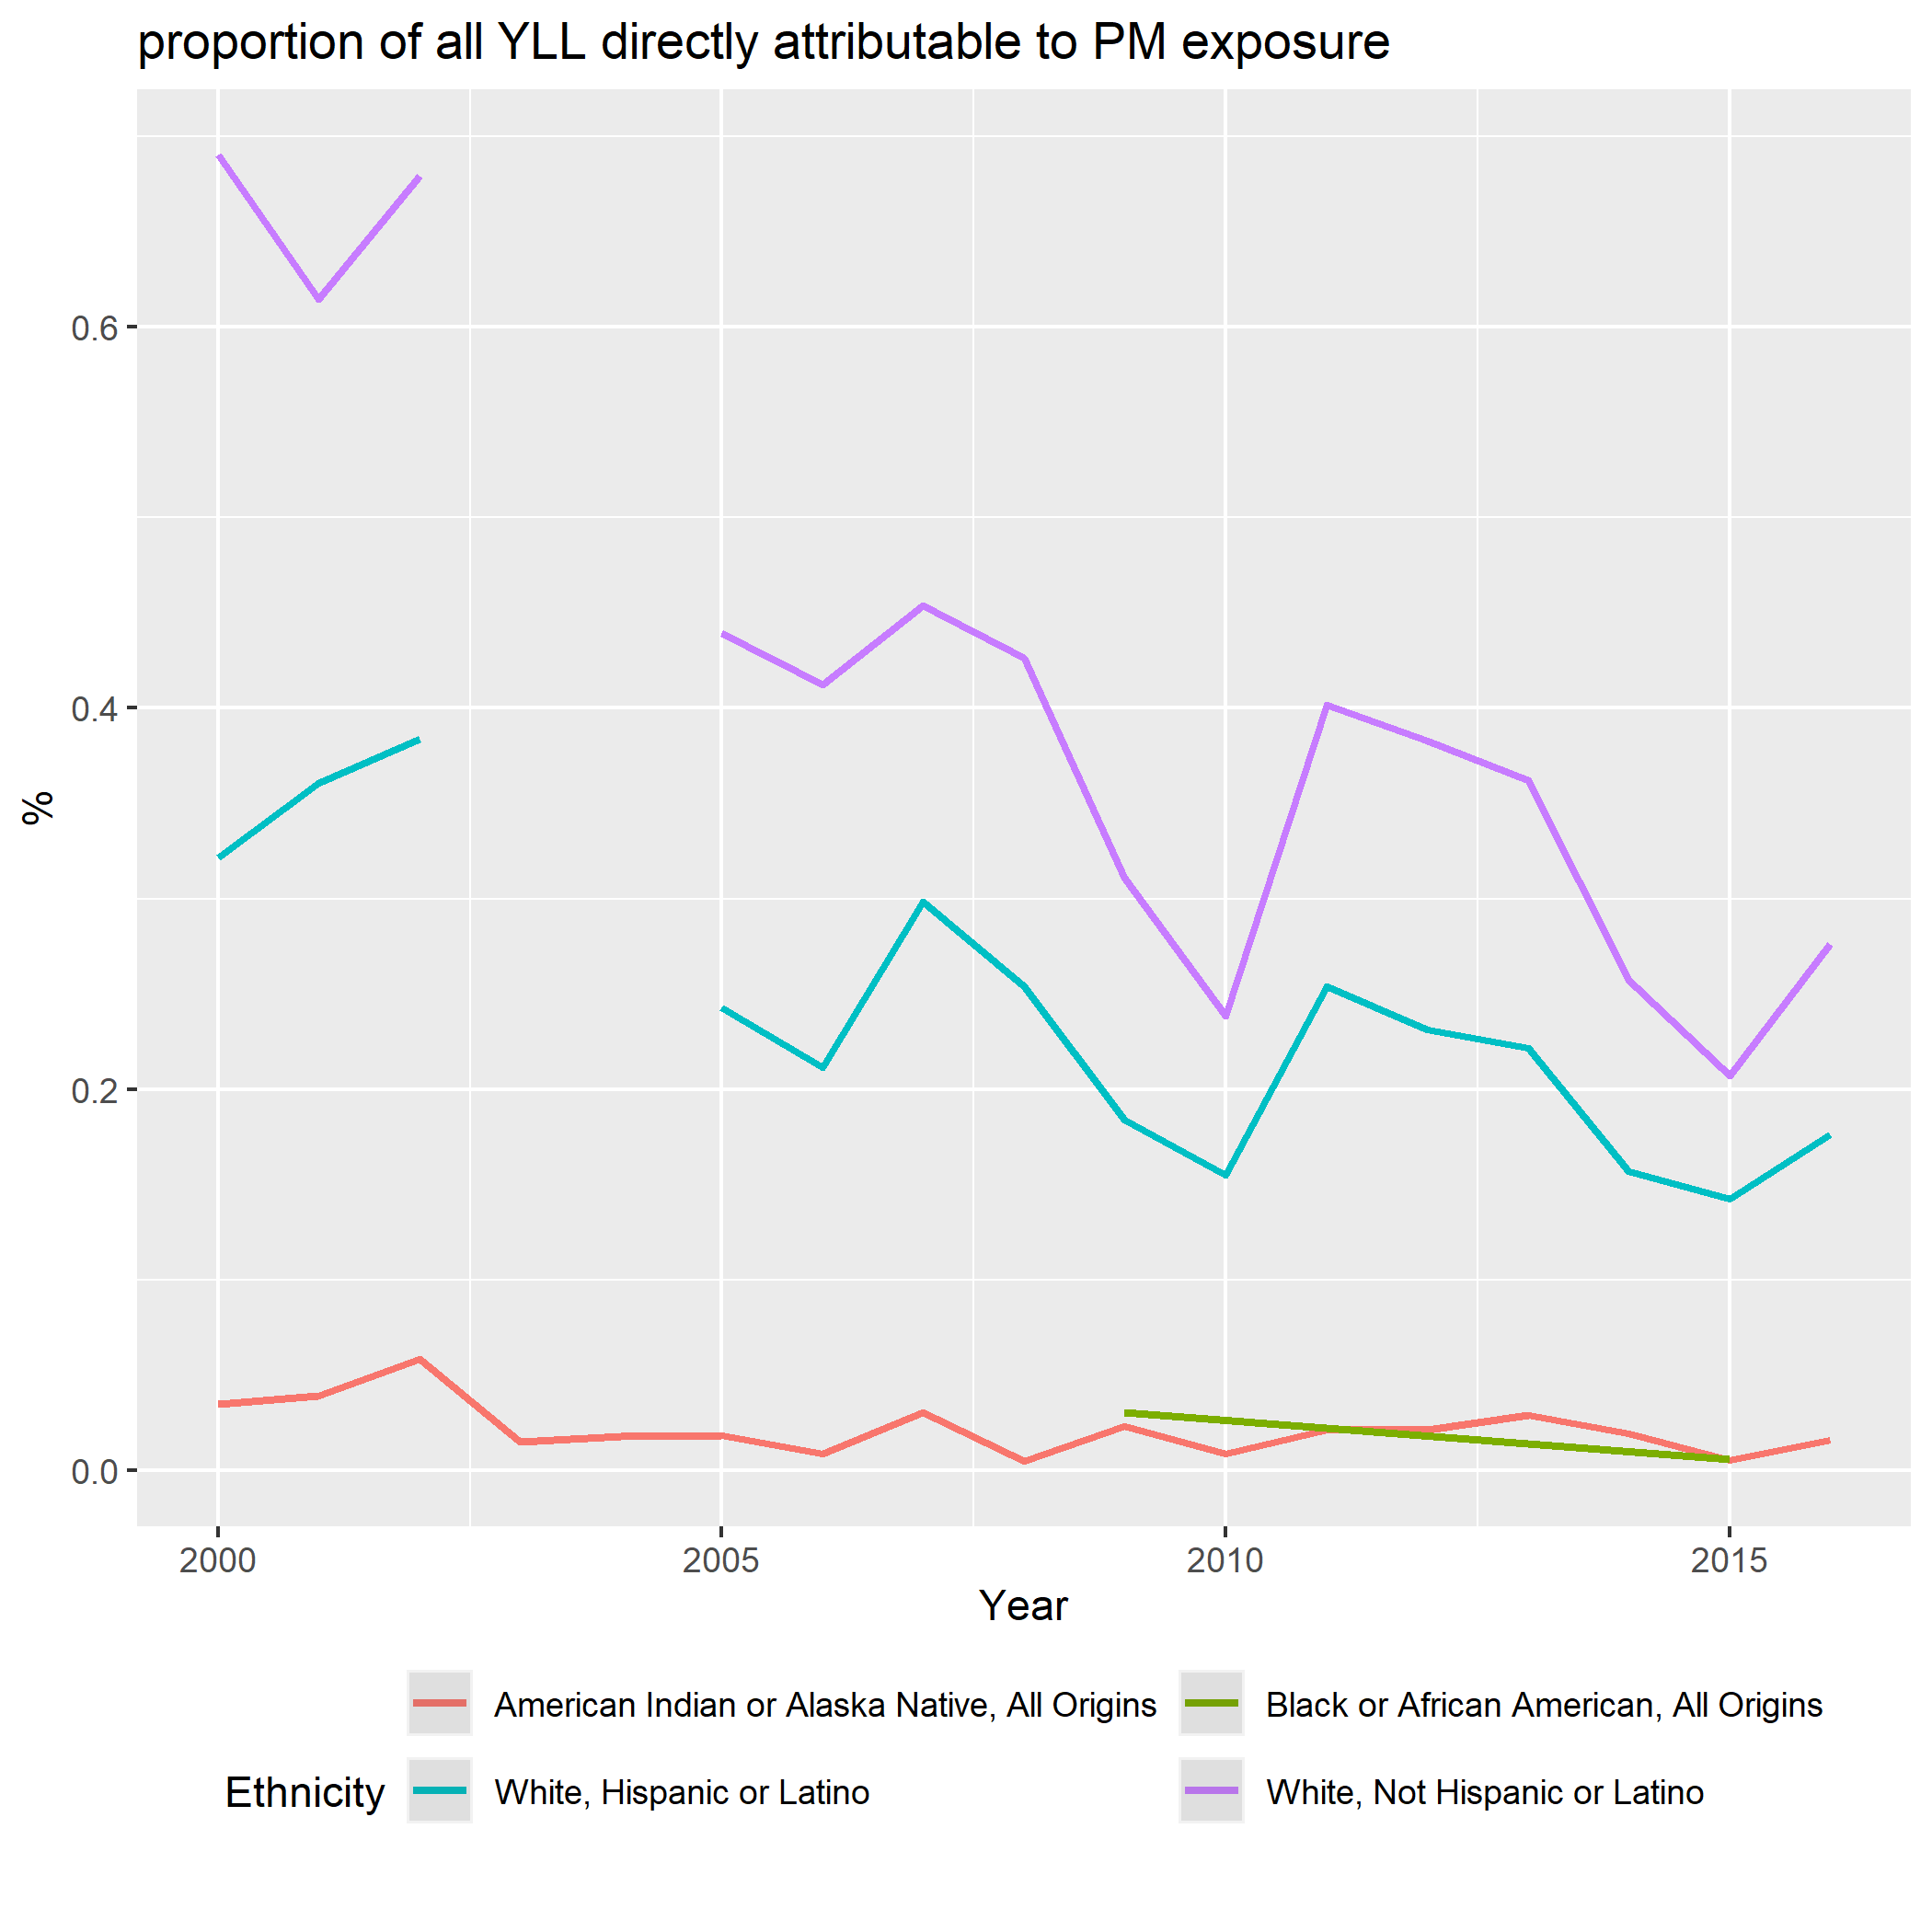 proportion of all YLL directly attributable to PM exposure
0.6
0.4
%
0.2
0.0
2000 2005 2010 2015
Year
American Indian or Alaska Native, All Origins Black or African American, All Origins
Ethnicity White, Hispanic or Latino White, Not Hispanic or Latino